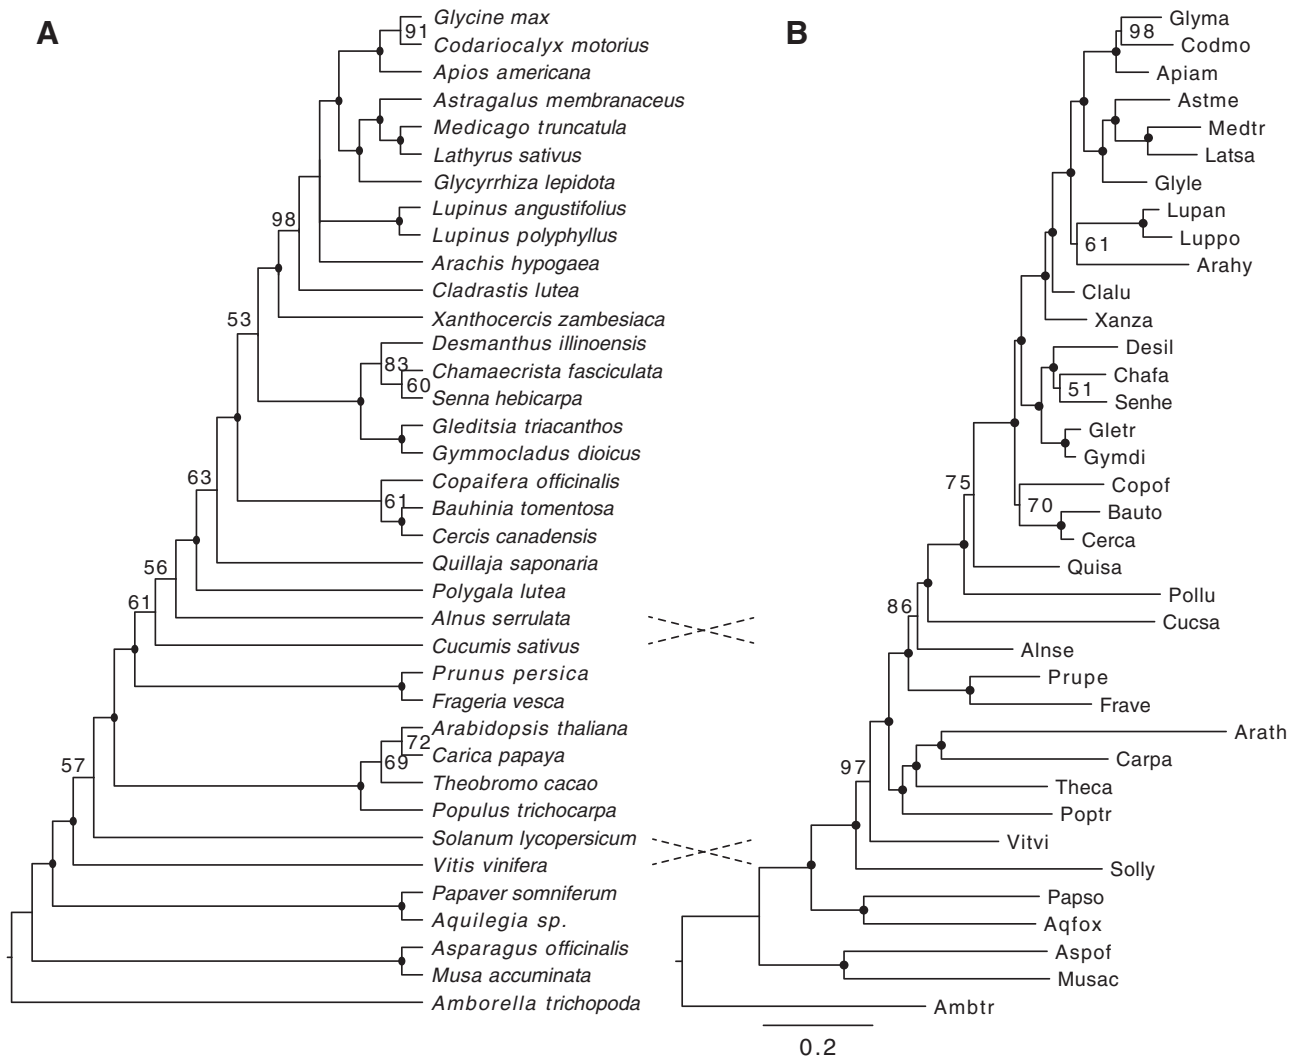 A
Glycine max
91
Codariocalyx motorius
Apios americana
Astragalus membranaceus
Medicago truncatula
Lathyrus sativus
Glycyrrhiza lepidota
Lupinus angustifolius
98
Lupinus polyphyllus
Arachis hypogaea
Cladrastis lutea
53
Xanthocercis zambesiaca
Desmanthus illinoensis
83
Chamaecrista fasciculata
60
Senna hebicarpa
Gleditsia triacanthos
Gymmocladus dioicus
63
Copaifera officinalis
61
Bauhinia tomentosa
Cercis canadensis
56
Quillaja saponaria
Polygala lutea
61
Alnus serrulata
Cucumis sativus
Prunus persica
Frageria vesca
Arabidopsis thaliana
72
Carica papaya
57
69
Theobromo cacao
Populus trichocarpa
Solanum lycopersicum
Vitis vinifera
Papaver somniferum
Aquilegia sp.
Asparagus officinalis
Musa accuminata
Amborella trichopoda
B
Glyma
98
Codmo
Apiam
Astme
Medtr
Latsa
Glyle
Lupan
Luppo
61
Arahy
Clalu
Xanza
Desil
Chafa
51
Senhe
Gletr
Gymdi
75
Copof
70
Bauto
Cerca
Quisa
Pollu
86
Cucsa
Alnse
Prupe
Frave
Arath
Carpa
97
Theca
Poptr
Vitvi
Solly
Papso
Aqfox
Aspof
Musac
Ambtr
0.2